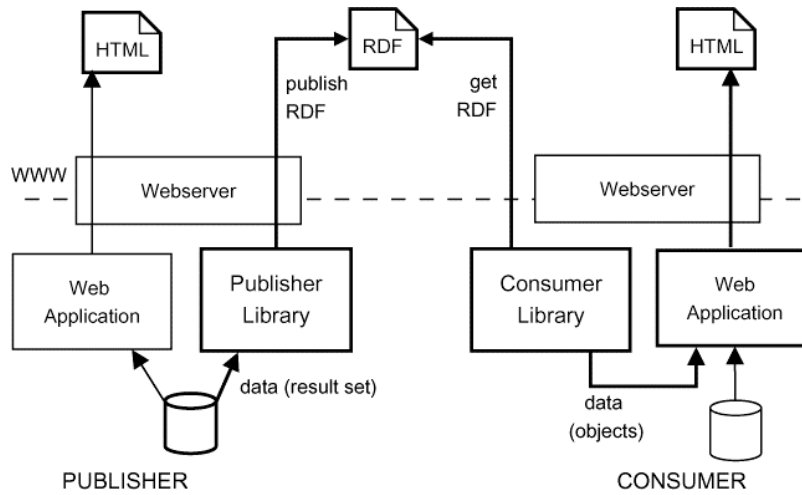 HTML
RDF
HTML
publish
RDF
get
RDF
WWW
Webserver
Webserver
Web
Application
Publisher
Library
Consumer
Library
Web
Application
data (result set)
data
(objects)
PUBLISHER
CONSUMER